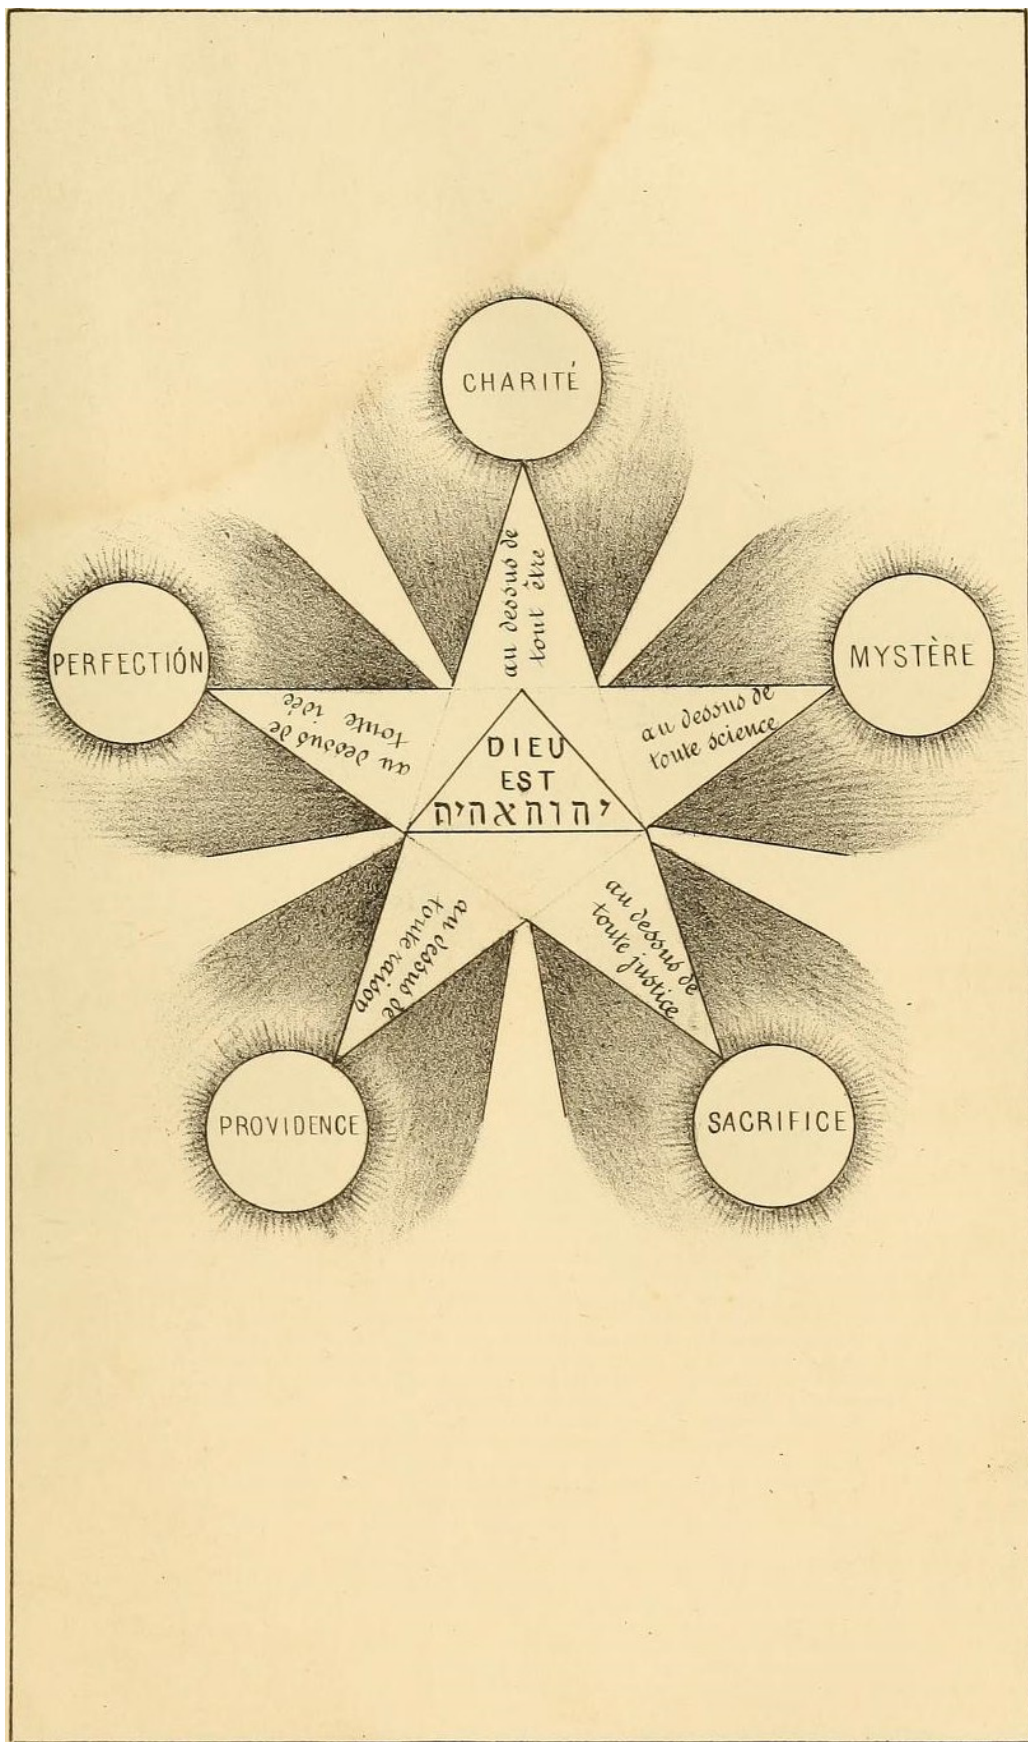 CHARITÉ
au dessus de
tout être
PERFECTION
au dessus de
toute idée
MYSTÈRE
au dessus de
toute science
DIEU
EST
יהוהאהיה
au dessus de
toute raison
au dessus de
toute justice
PROVIDENCE
SACRIFICE